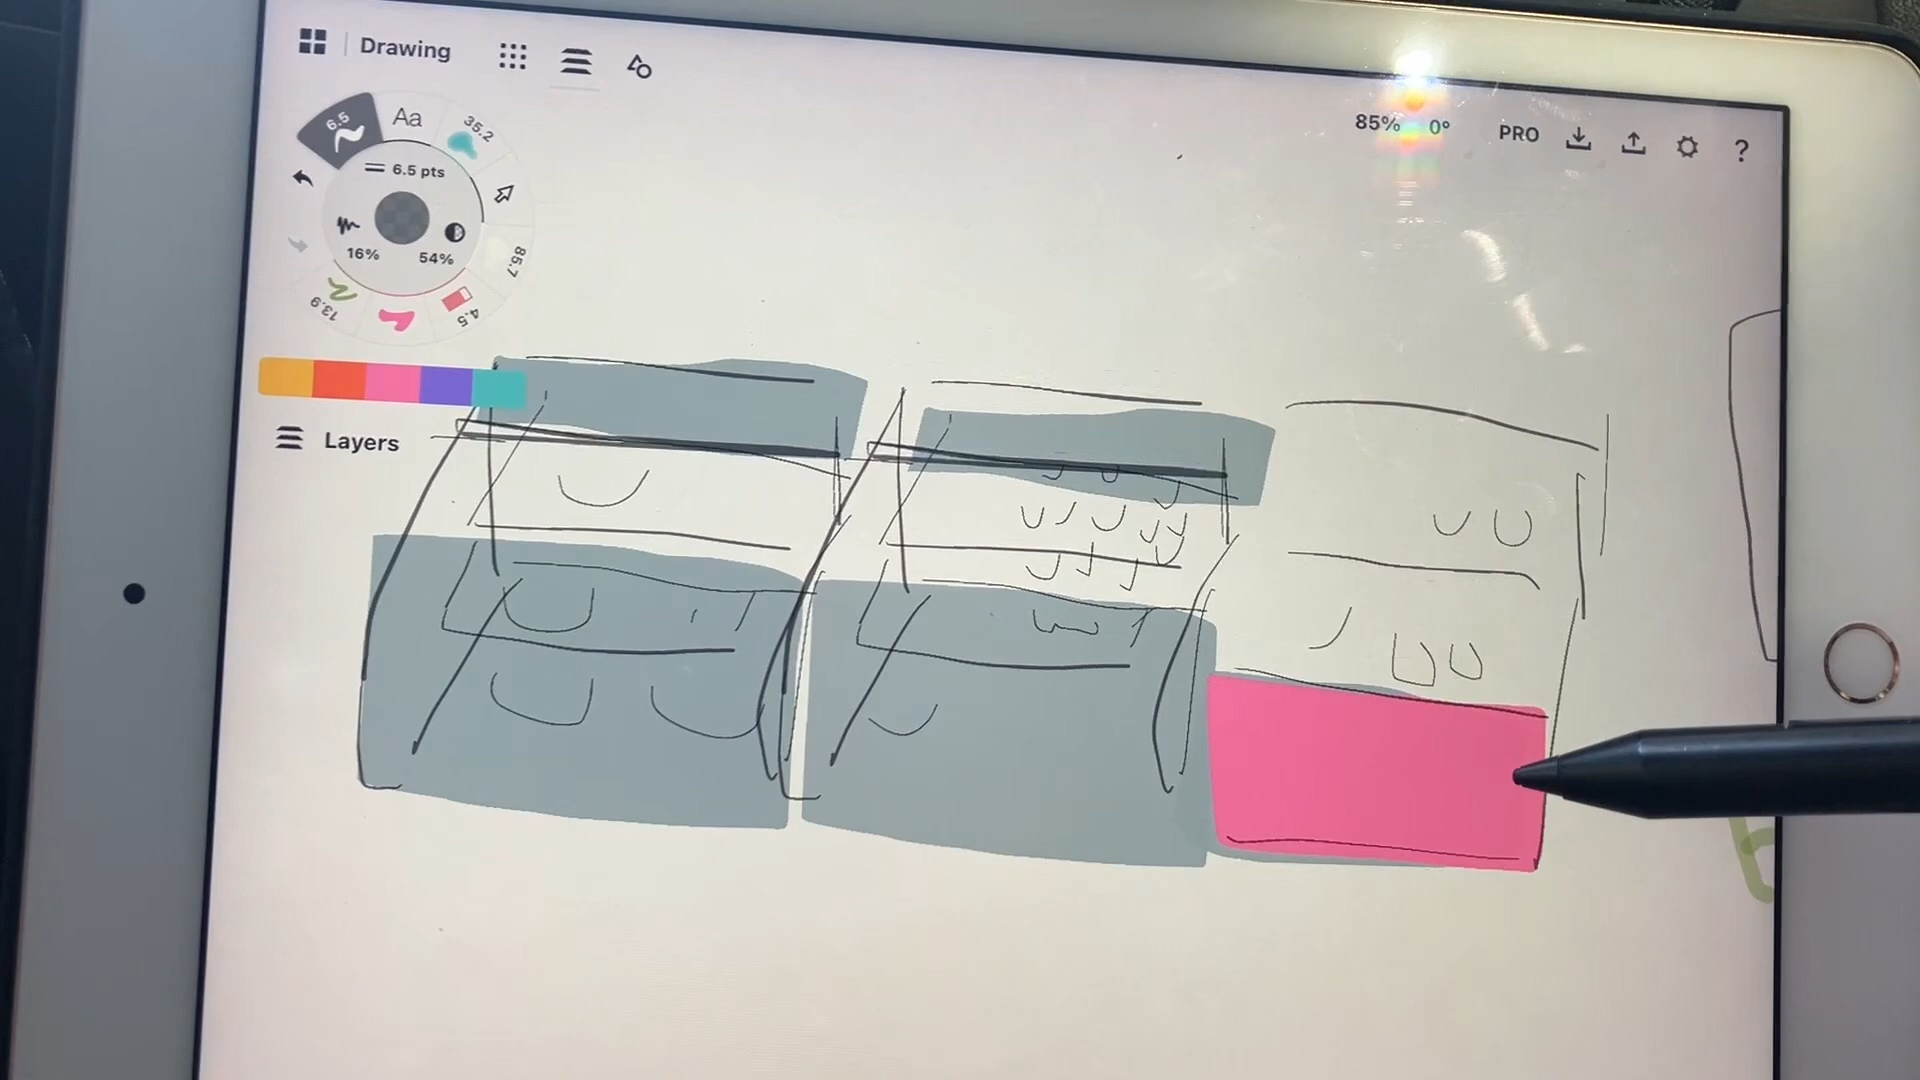 Drawing
85% 0° PRO ?
6.5 Aa 35.2
6.5 pts
16% 54%
85.7
13.9 4.5
Layers